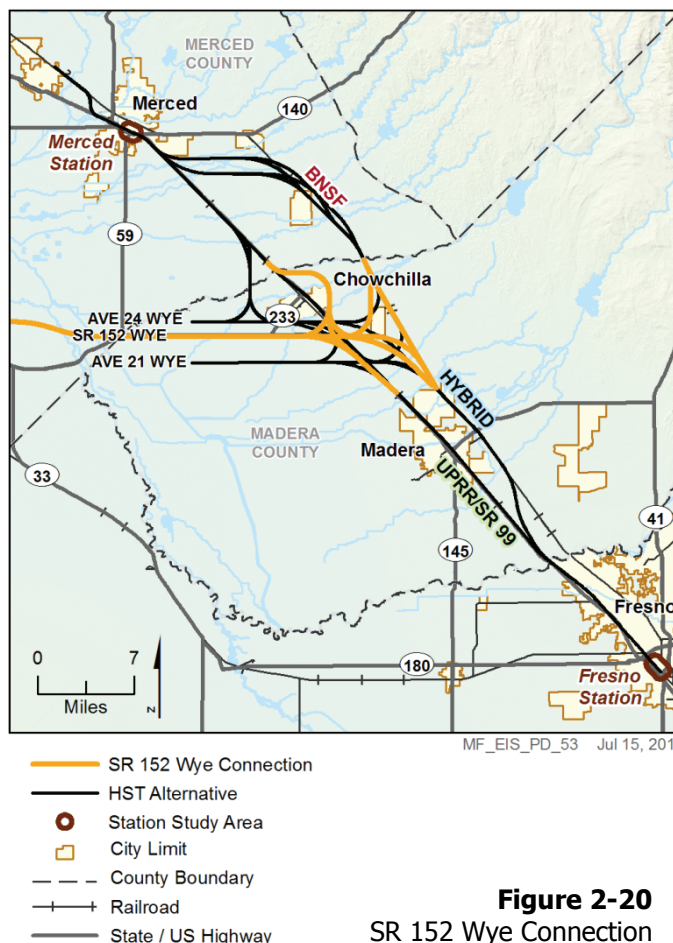 MERCED
COUNTY
Merced
140
Merced
Station
BNSF
59
Chowchilla
AVE 24 WYE
233
SR 152 WYE
AVE 21 WYE
HYBRID
MADERA
COUNTY
Madera
33
UPRR/SR 99
41
145
Fresno
0 7
Miles
N
180
Fresno
Station
MF_EIS_PD_53 Jul 15, 201
SR 152 Wye Connection
HST Alternative
Station Study Area
City Limit
County Boundary
Railroad
State / US Highway
Figure 2-20
SR 152 Wye Connection